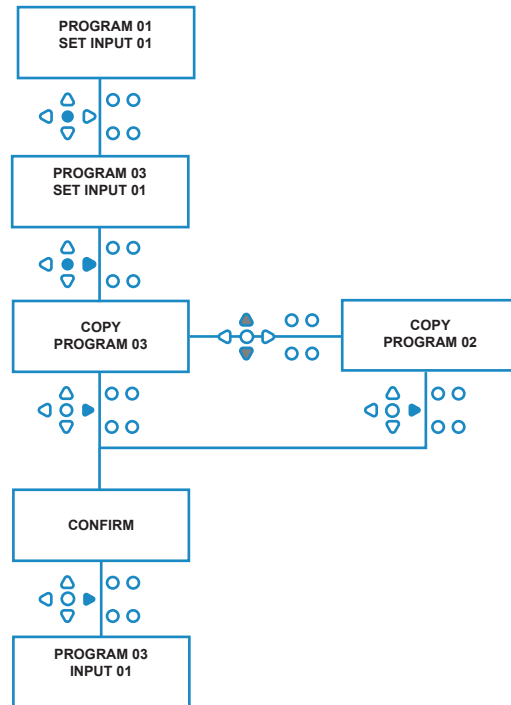 PROGRAM 01
SET INPUT 01
PROGRAM 03
SET INPUT 01
COPY
PROGRAM 03
COPY
PROGRAM 02
CONFIRM
PROGRAM 03
INPUT 01